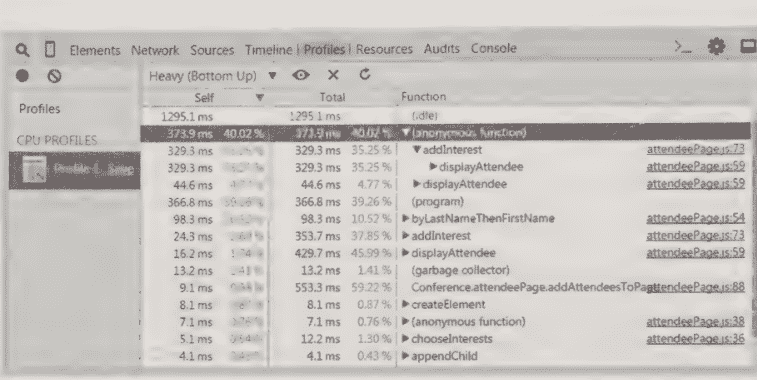 Elements Network Sources Timeline Profiles Resources Audits Console
Heavy (Bottom Up)
Profiles
Self Total Function
1295.1 ms 1295.1 ms (idle)
CPU PROFILES
373.9 ms 40.02 % 373.9 ms 40.02 % (anonymous function)
329.3 ms 329.3 ms 35.25 % addInterest attendeePage.js:73
329.3 ms 329.3 ms 35.25 % displayAttendee attendeePage.js:59
44.6 ms 44.6 ms 4.77 % displayAttendee attendeePage.js:59
366.8 ms 366.8 ms 39.26 % (program)
98.3 ms 98.3 ms 10.52 % byLastNameThenFirstName attendeePage.js:54
24.3 ms 353.7 ms 37.85 % addInterest attendeePage.js:73
16.2 ms 429.7 ms 45.99 % displayAttendee attendeePage.js:59
13.2 ms 13.2 ms 1.41 % (garbage collector)
9.1 ms 553.3 ms 59.22 % Conference.attendeePage.addAttendeesToPage
8.1 ms 8.1 ms 0.87 % createElement
7.1 ms 7.1 ms 0.76 % (anonymous function) attendeePage.js:38
5.1 ms 12.2 ms 1.30 % chooseInterests attendeePage.js:36
4.1 ms 4.1 ms 0.43 % appendChild